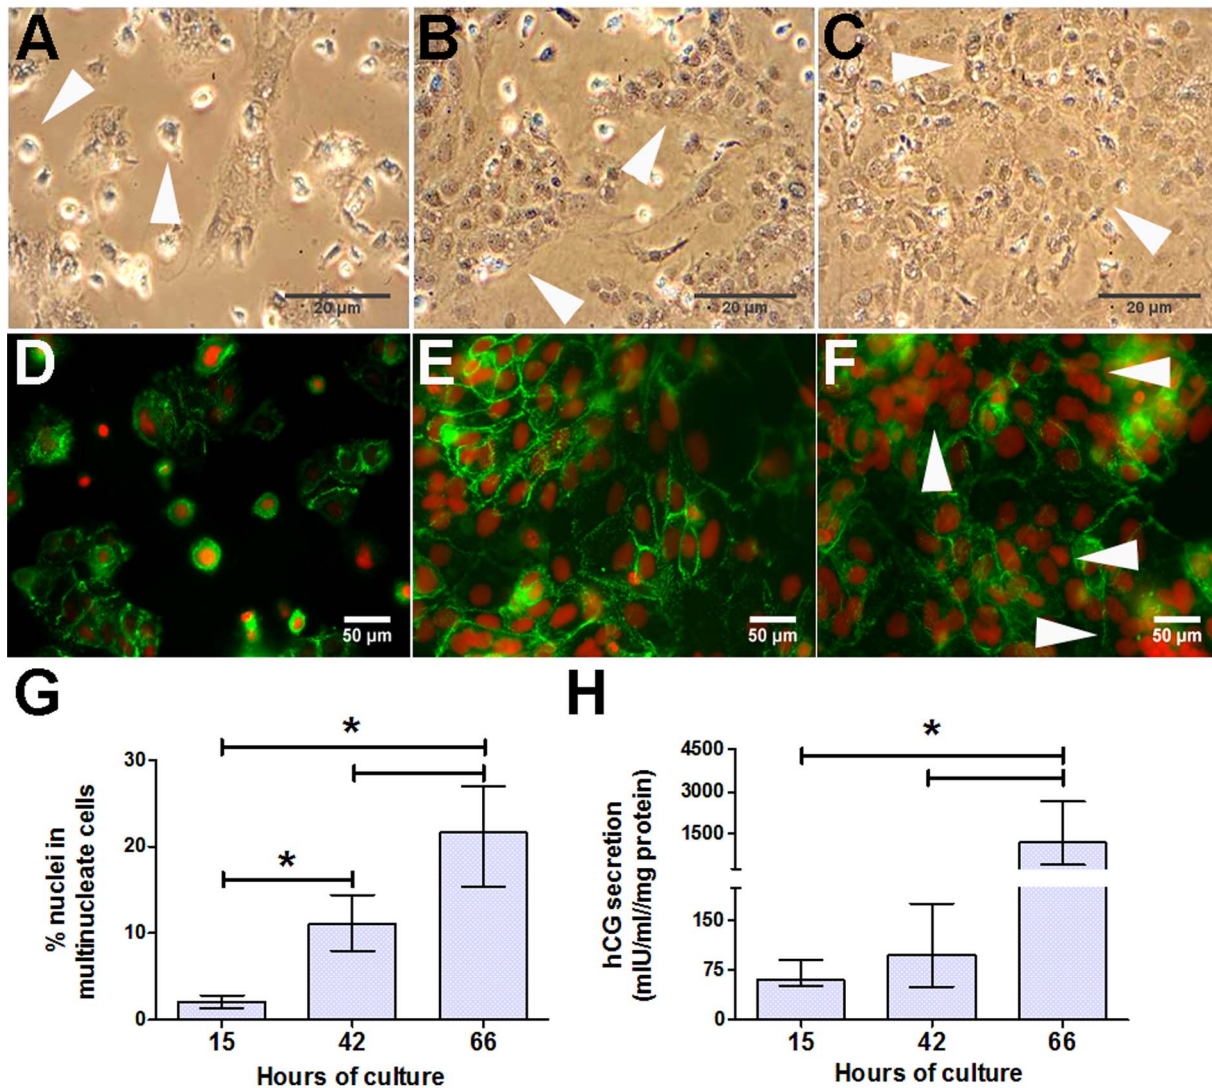 A
B
C
20 µm
20 µm
20 µm
D
E
F
50 µm
50 µm
50 µm
G
H
*
*
30
20
10
0
% nuclei in
multinucleate cells
15
42
66
Hours of culture
*
4500
3000
1500
150
75
0
hCG secretion
(mIU/ml//mg protein)
15
42
66
Hours of culture